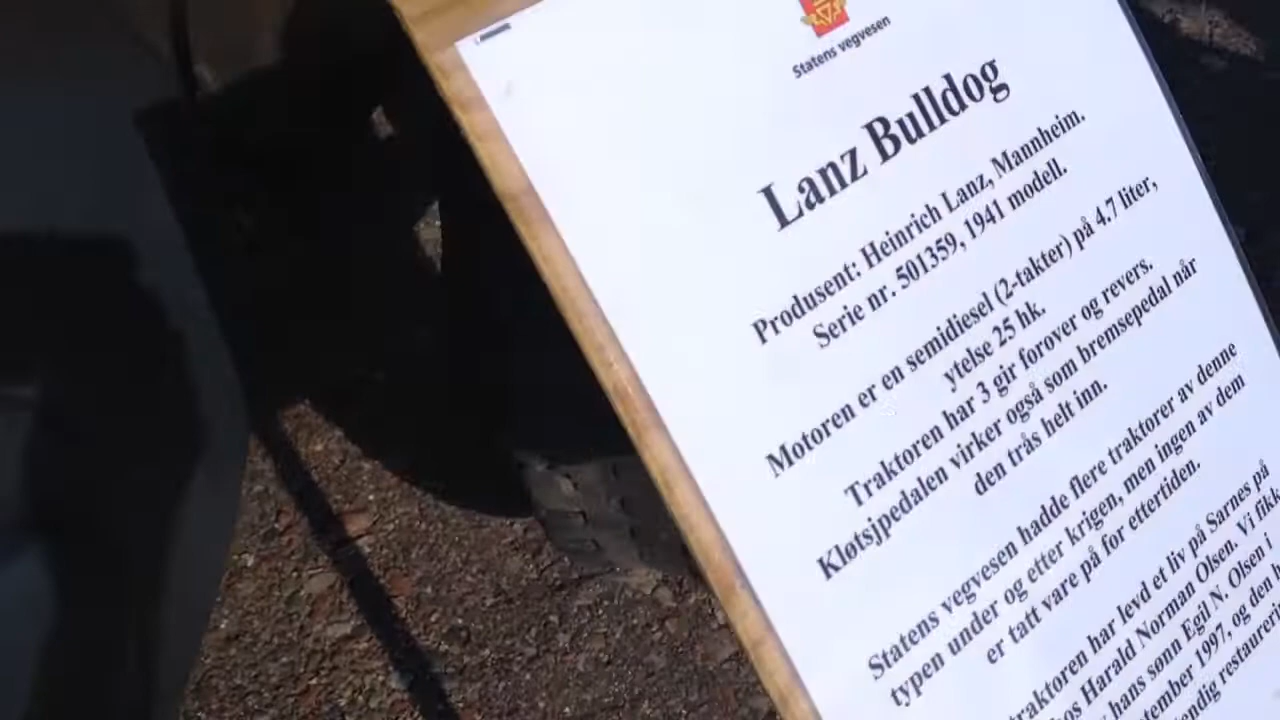 Statens vegvesen
Lanz Bulldog
Produsent: Heinrich Lanz, Mannheim.
Serie nr. 501359, 1941 modell.
Motoren er en semidiesel (2-takter) på 4.7 liter,
ytelse 25 hk.
Traktoren har 3 gir forover og revers.
Kløtsjpedalen virker også som bremsepedal når
den trås helt inn.
Statens vegvesen hadde flere traktorer av denne
typen under og etter krigen, men ingen av dem
er tatt vare på for ettertiden.
traktoren har levd et liv på Sarnes på
hos Harald Norman Olsen. Vi fikk
hans sønn Egil N. Olsen i
1997, og den